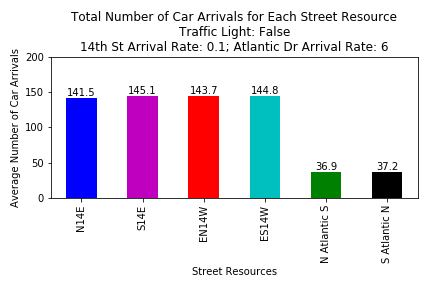 Total Number of Car Arrivals for Each Street Resource
Traffic Light: False
14th St Arrival Rate: 0.1; Atlantic Dr Arrival Rate: 6
Average Number of Car Arrivals
200
150
100
50
0
141.5
145.1
143.7
144.8
36.9
37.2
N14E
S14E
EN14W
ES14W
N Atlantic S
S Atlantic N
Street Resources